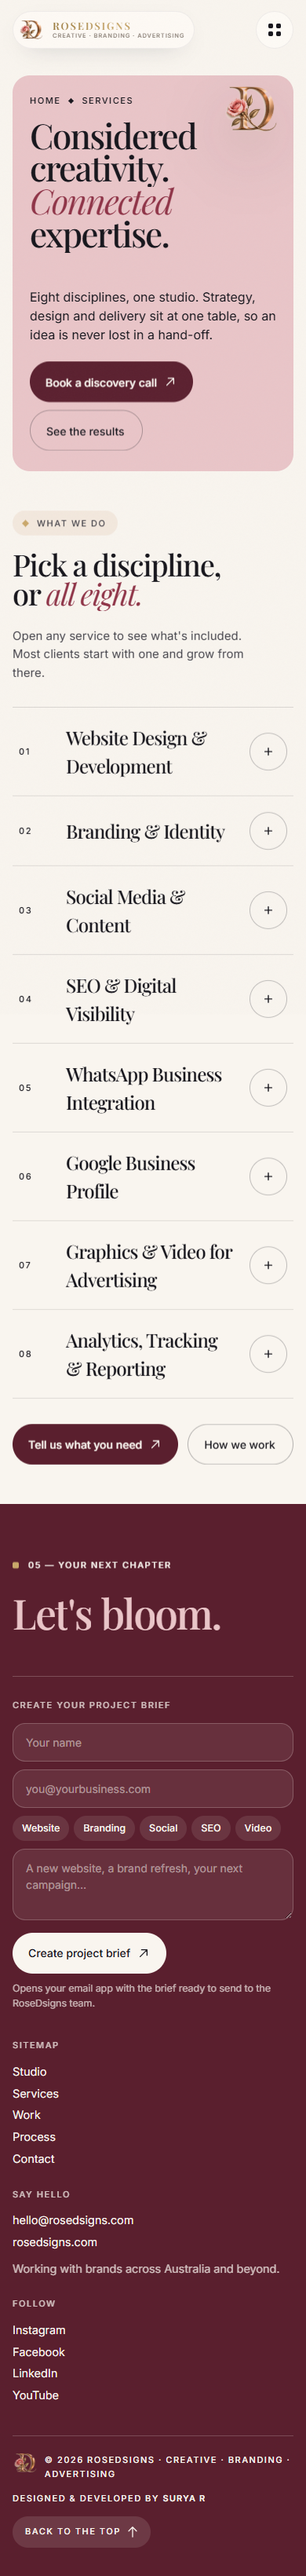 ROSEDSIGNS
CREATIVE · BRANDING · ADVERTISING
HOME ◆ SERVICES
Considered
creativity.
Connected
expertise.
Eight disciplines, one studio. Strategy,
design and delivery sit at one table, so an
idea is never lost in a hand-off.
Book a discovery call ↗
See the results
WHAT WE DO
Pick a discipline,
or all eight.
Open any service to see what's included.
Most clients start with one and grow from
there.
01 Website Design &
Development
02 Branding & Identity
03 Social Media &
Content
04 SEO & Digital
Visibility
05 WhatsApp Business
Integration
06 Google Business
Profile
07 Graphics & Video for
Advertising
08 Analytics, Tracking
& Reporting
Tell us what you need ↗ How we work
05 — YOUR NEXT CHAPTER
Let's bloom.
CREATE YOUR PROJECT BRIEF
Your name
you@yourbusiness.com
Website Branding Social SEO Video
A new website, a brand refresh, your next
campaign...
Create project brief ↗
Opens your email app with the brief ready to send to the
RoseDsigns team.
SITEMAP
Studio
Services
Work
Process
Contact
SAY HELLO
hello@rosedsigns.com
rosedsigns.com
Working with brands across Australia and beyond.
FOLLOW
Instagram
Facebook
LinkedIn
YouTube
© 2026 ROSEDSIGNS · CREATIVE · BRANDING ·
ADVERTISING
DESIGNED & DEVELOPED BY SURYA R
BACK TO THE TOP ↑